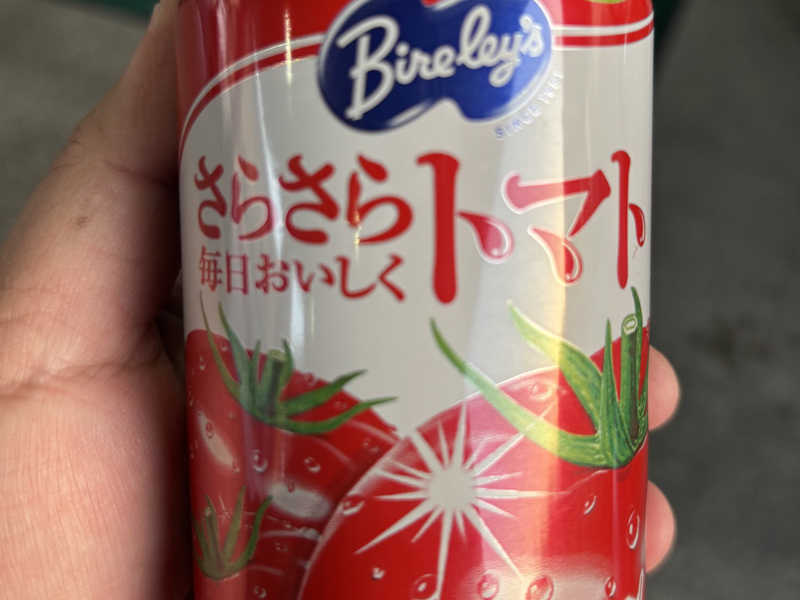 Bireley's
SINCE 1951
さらさらトマト
毎日おいしく